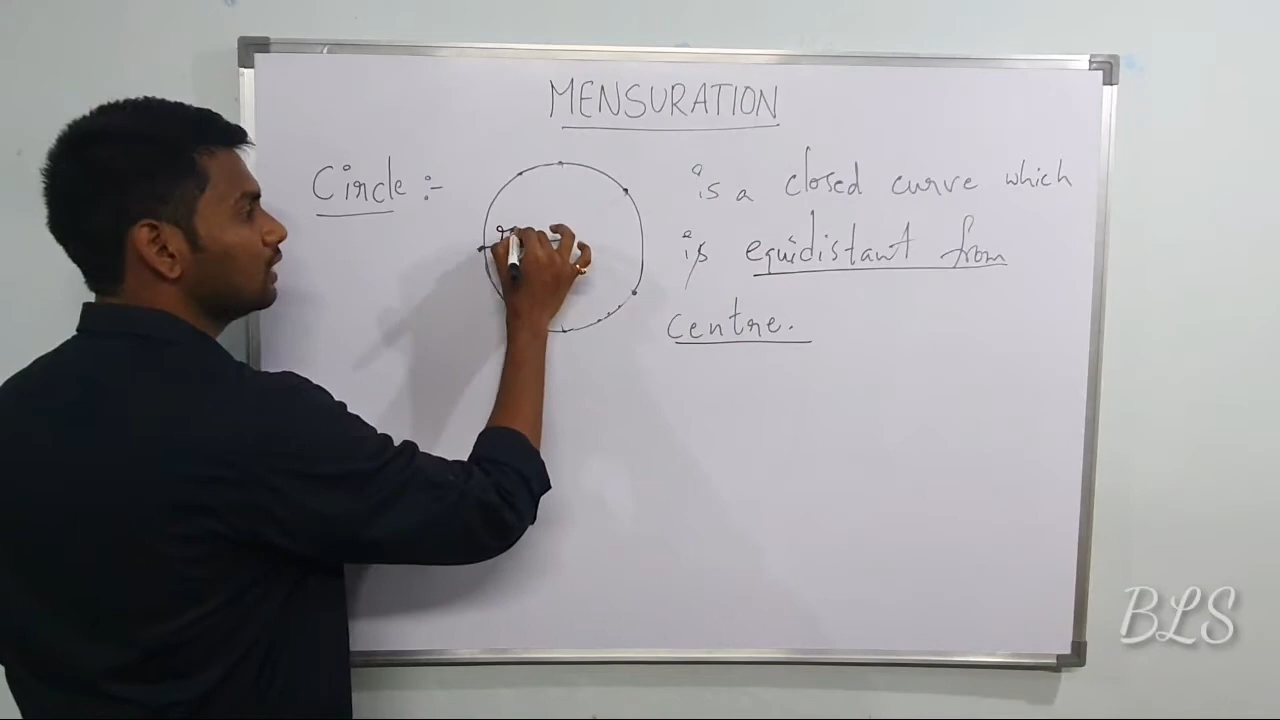 MENSURATION
Circle :-
is a closed curve which
is equidistant from
centre.
r
BLS